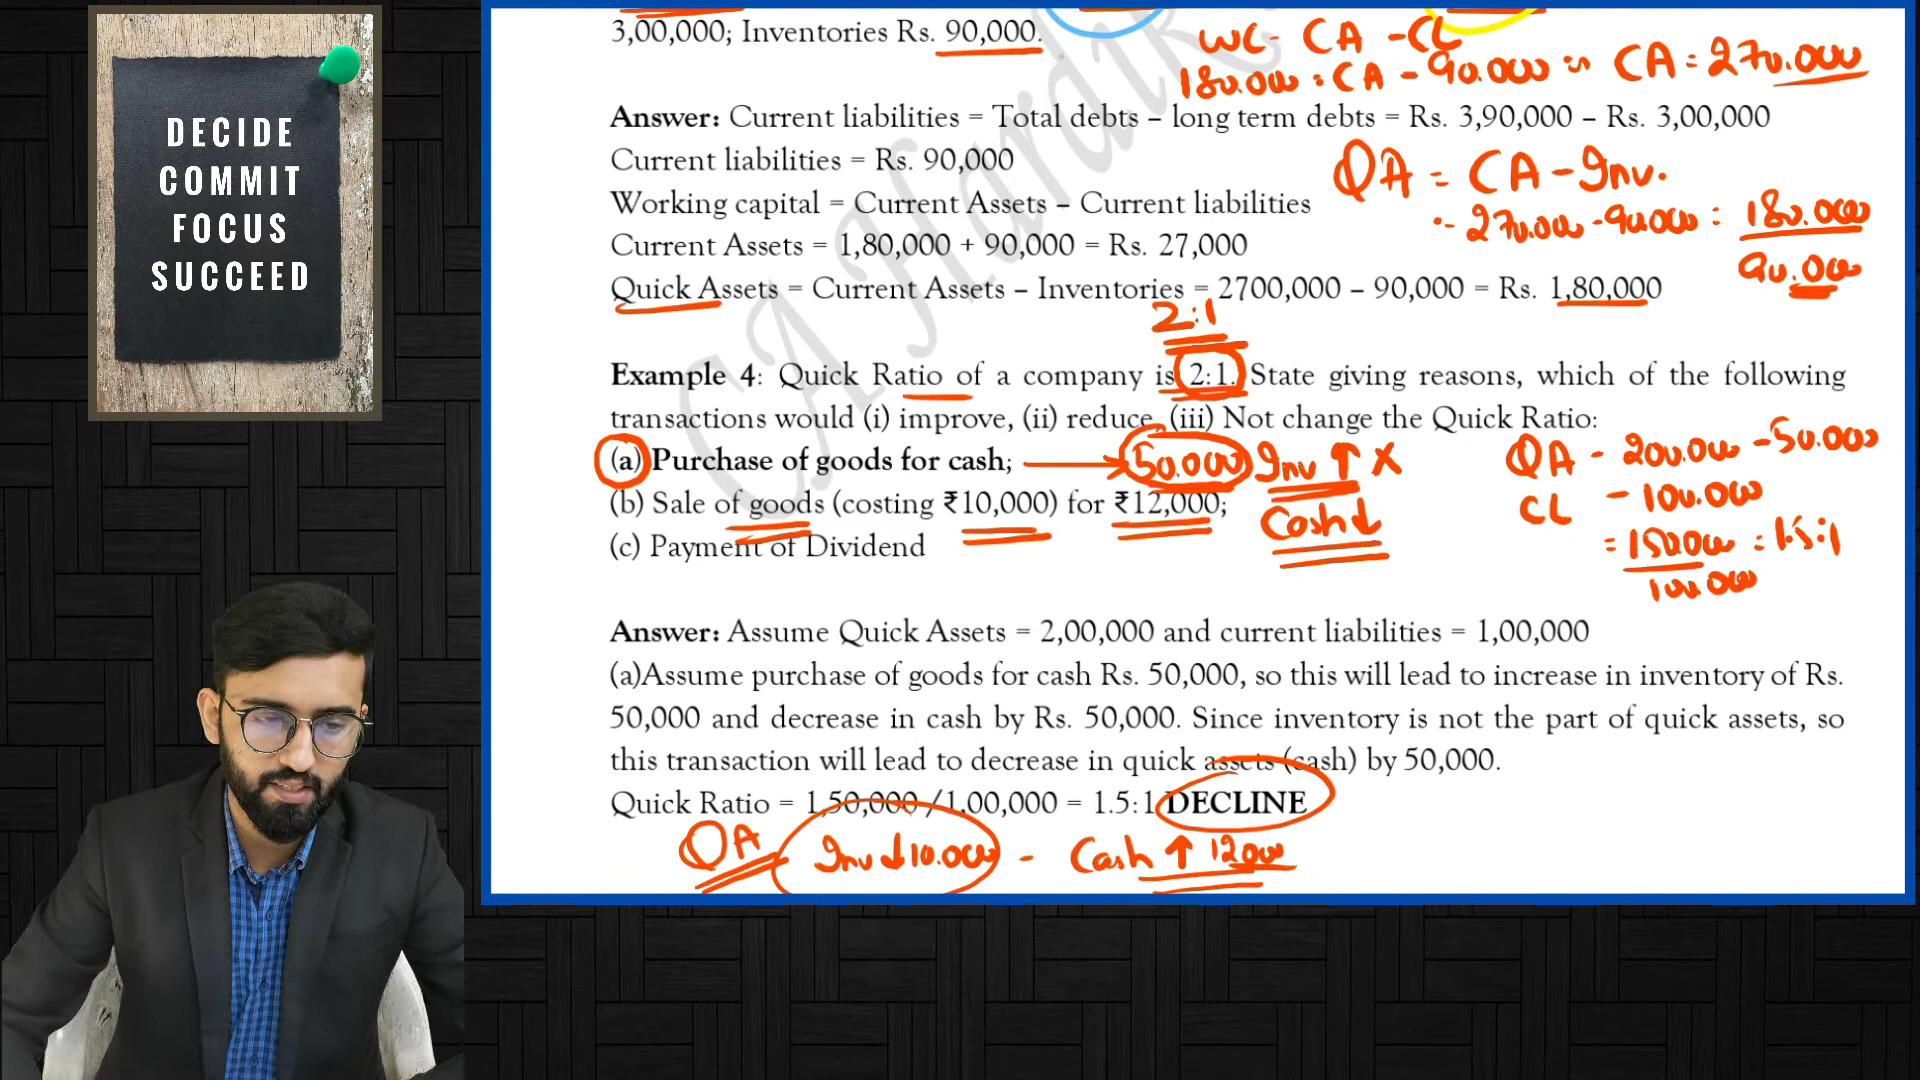 DECIDE
COMMIT
FOCUS
SUCCEED
3,00,000; Inventories Rs. 90,000.
WC - CA - CL
180.000 = CA - 90.000 = CA = 270.000
Answer: Current liabilities = Total debts – long term debts = Rs. 3,90,000 – Rs. 3,00,000
Current liabilities = Rs. 90,000
QA = CA - Inv.
Working capital = Current Assets – Current liabilities
= 270.000 - 90.000 = 180.000
90.000
Current Assets = 1,80,000 + 90,000 = Rs. 27,000
Quick Assets = Current Assets – Inventories = 2700,000 – 90,000 = Rs. 1,80,000
2:1
Example 4: Quick Ratio of a company is 2:1. State giving reasons, which of the following
transactions would (i) improve, (ii) reduce, (iii) Not change the Quick Ratio:
(a) Purchase of goods for cash; → 50.000 Inv ↑ X
QA - 200.000 - 50.000
(b) Sale of goods (costing ₹10,000) for ₹12,000;
Cash ↓
CL - 100.000
(c) Payment of Dividend
= 150000 = 1.5:1
100.000
Answer: Assume Quick Assets = 2,00,000 and current liabilities = 1,00,000
(a)Assume purchase of goods for cash Rs. 50,000, so this will lead to increase in inventory of Rs.
50,000 and decrease in cash by Rs. 50,000. Since inventory is not the part of quick assets, so
this transaction will lead to decrease in quick assets (cash) by 50,000.
Quick Ratio = 1,50,000 /1,00,000 = 1.5:1 DECLINE
QA Inv ↓ 10.000 - Cash ↑ 12000
CA Hardik